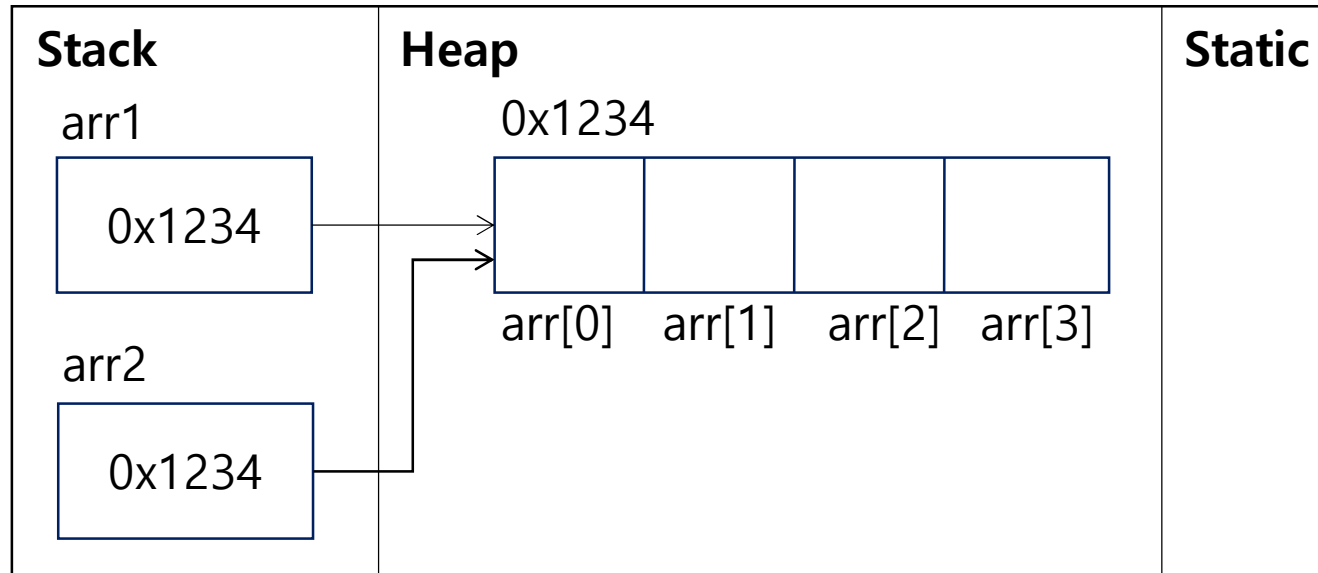 Stack
Heap
Static
arr1
0x1234
0x1234
arr[0] arr[1] arr[2] arr[3]
arr2
0x1234